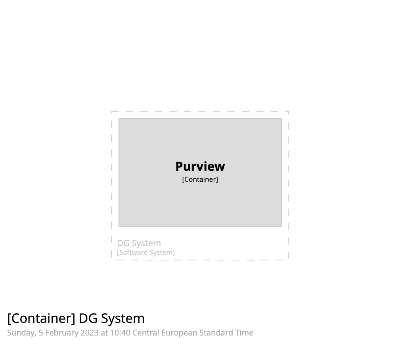 Purview
[Container]
DG System
[Software System]
[Container] DG System
Sunday, 5 February 2023 at 10:40 Central European Standard Time